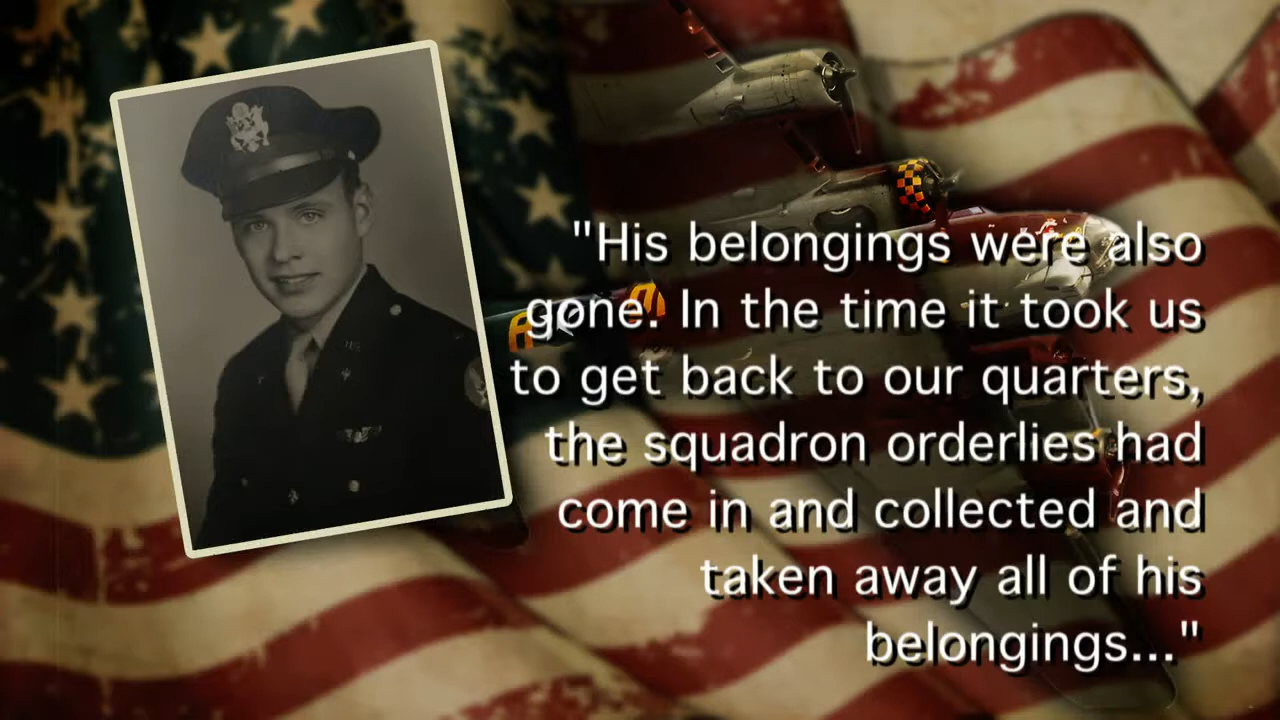 "His belongings were also
gone. In the time it took us
to get back to our quarters,
the squadron orderlies had
come in and collected and
taken away all of his
belongings..."